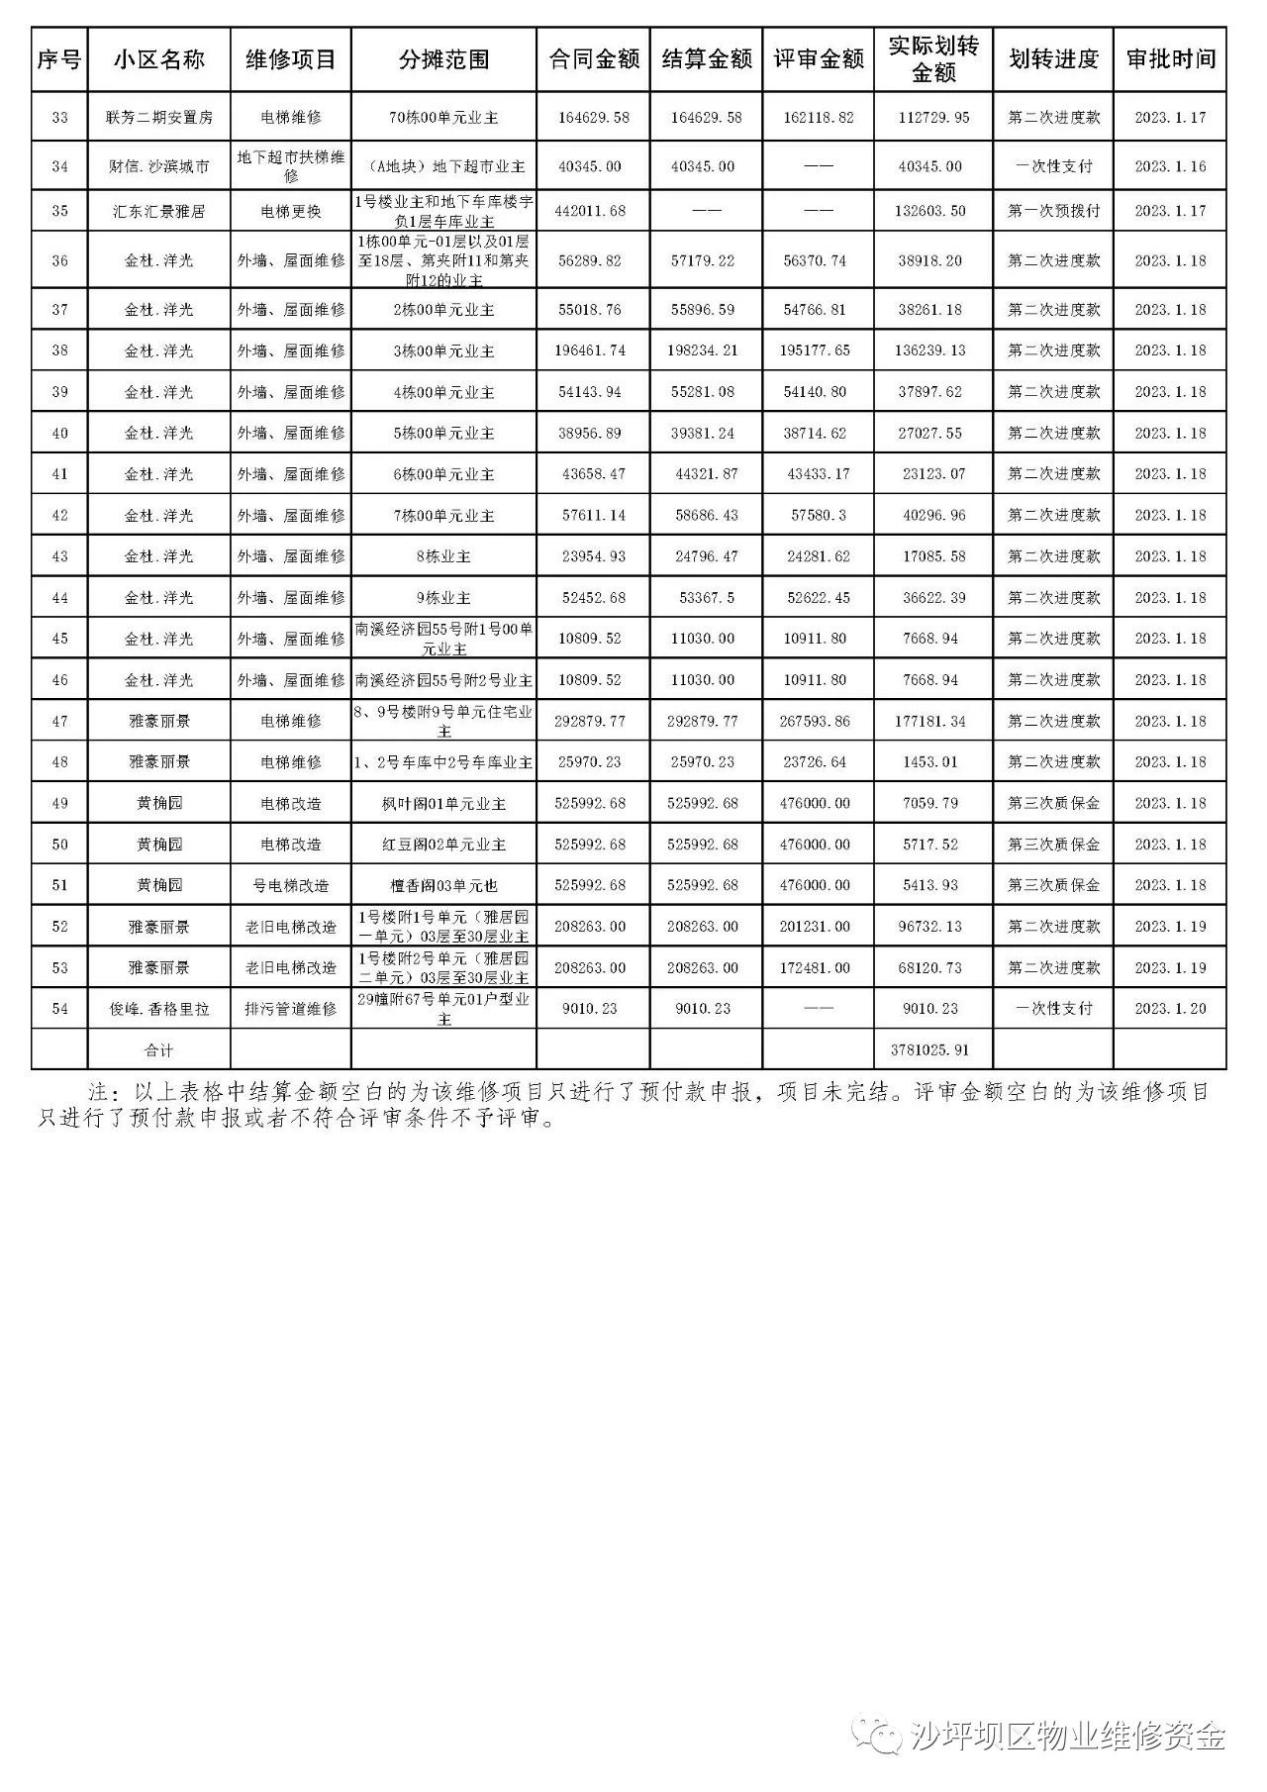 序号 小区名称 维修项目 分摊范围 合同金额 结算金额 评审金额 实际划转金额 划转进度 审批时间
33 联芳二期安置房 电梯维修 70栋00单元业主 164629.58 164629.58 162118.82 112729.95 第二次进度款 2023.1.17
34 财信.沙滨城市 地下超市扶梯维修 （A地块）地下超市业主 40345.00 40345.00 —— 40345.00 一次性支付 2023.1.16
35 汇东汇景雅居 电梯更换 1号楼业主和地下车库楼宇负1层车库业主 442011.68 —— —— 132603.50 第一次预拨付 2023.1.17
36 金杜.洋光 外墙、屋面维修 1栋00单元-01层以及01层至18层、第夹附11和第夹附12的业主 56289.82 57179.22 56370.74 38918.20 第二次进度款 2023.1.18
37 金杜.洋光 外墙、屋面维修 2栋00单元业主 55018.76 55896.59 54766.81 38261.18 第二次进度款 2023.1.18
38 金杜.洋光 外墙、屋面维修 3栋00单元业主 196461.74 198234.21 195177.65 136239.13 第二次进度款 2023.1.18
39 金杜.洋光 外墙、屋面维修 4栋00单元业主 54143.94 55281.08 54140.80 37897.62 第二次进度款 2023.1.18
40 金杜.洋光 外墙、屋面维修 5栋00单元业主 38956.89 39381.24 38714.62 27027.55 第二次进度款 2023.1.18
41 金杜.洋光 外墙、屋面维修 6栋00单元业主 43658.47 44321.87 43433.17 23123.07 第二次进度款 2023.1.18
42 金杜.洋光 外墙、屋面维修 7栋00单元业主 57611.14 58686.43 57580.3 40296.96 第二次进度款 2023.1.18
43 金杜.洋光 外墙、屋面维修 8栋业主 23954.93 24796.47 24281.62 17085.58 第二次进度款 2023.1.18
44 金杜.洋光 外墙、屋面维修 9栋业主 52452.68 53367.5 52622.45 36622.39 第二次进度款 2023.1.18
45 金杜.洋光 外墙、屋面维修 南溪经济园55号附1号00单元业主 10809.52 11030.00 10911.80 7668.94 第二次进度款 2023.1.18
46 金杜.洋光 外墙、屋面维修 南溪经济园55号附2号业主 10809.52 11030.00 10911.80 7668.94 第二次进度款 2023.1.18
47 雅豪丽景 电梯维修 8、9号楼附9号单元住宅业主 292879.77 292879.77 267593.86 177181.34 第二次进度款 2023.1.18
48 雅豪丽景 电梯维修 1、2号车库中2号车库业主 25970.23 25970.23 23726.64 1453.01 第二次进度款 2023.1.18
49 黄桷园 电梯改造 枫叶阁01单元业主 525992.68 525992.68 476000.00 7059.79 第三次质保金 2023.1.18
50 黄桷园 电梯改造 红豆阁02单元业主 525992.68 525992.68 476000.00 5717.52 第三次质保金 2023.1.18
51 黄桷园 号电梯改造 檀香阁03单元也 525992.68 525992.68 476000.00 5413.93 第三次质保金 2023.1.18
52 雅豪丽景 老旧电梯改造 1号楼附1号单元（雅居园一单元）03层至30层业主 208263.00 208263.00 201231.00 96732.13 第二次进度款 2023.1.19
53 雅豪丽景 老旧电梯改造 1号楼附2号单元（雅居园二单元）03层至30层业主 208263.00 208263.00 172481.00 68120.73 第二次进度款 2023.1.19
54 俊峰.香格里拉 排污管道维修 29幢附67号单元01户型业主 9010.23 9010.23 —— 9010.23 一次性支付 2023.1.20
合计 3781025.91
注：以上表格中结算金额空白的为该维修项目只进行了预付款申报，项目未完结。评审金额空白的为该维修项目
只进行了预付款申报或者不符合评审条件不予评审。
沙坪坝区物业维修资金